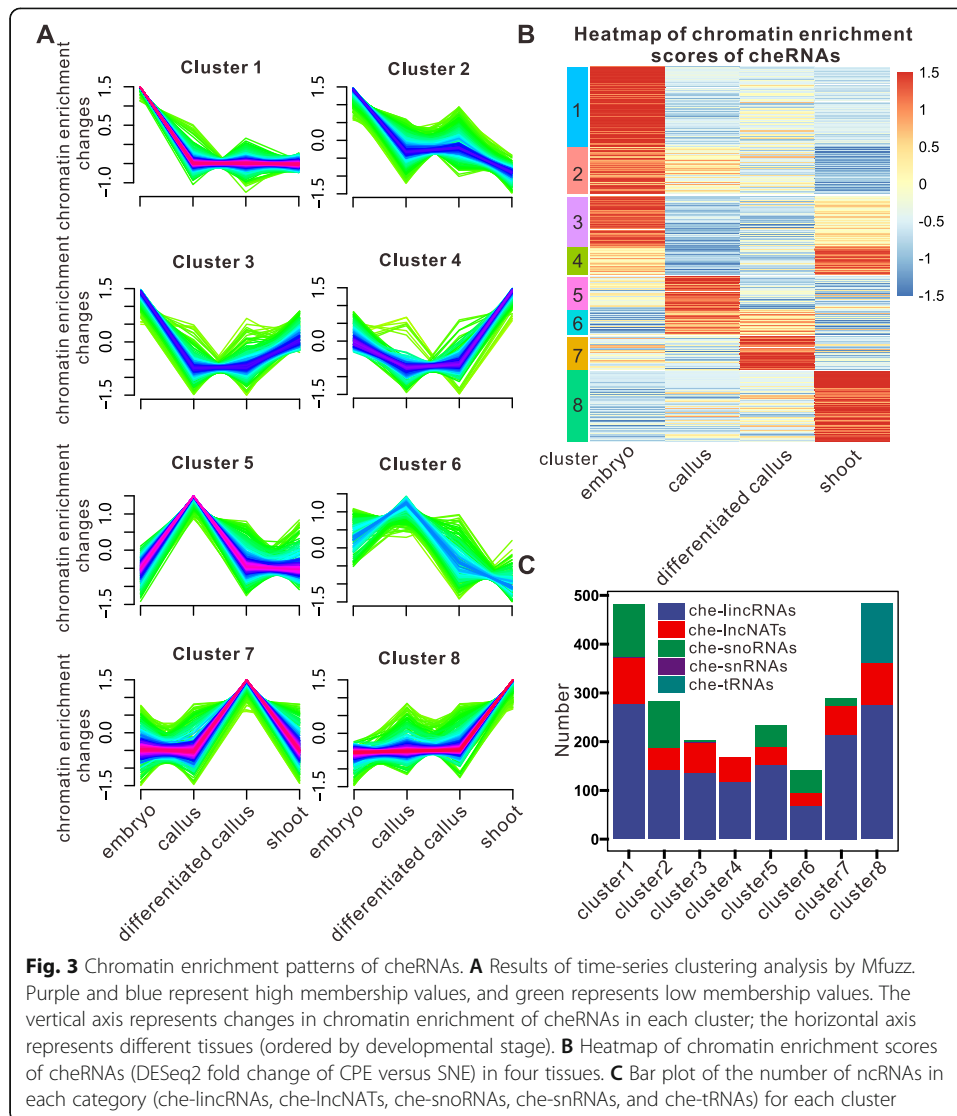 A
Cluster 1
Cluster 2
chromatin enrichment changes
1.5
0.5
−1.0
1.5
0.0
−1.5
Cluster 3
Cluster 4
chromatin enrichment changes
1.5
0.0
−1.5
1.5
0.0
−1.5
Cluster 5
Cluster 6
chromatin enrichment changes
1.0
0.0
−1.5
1.0
0.0
−1.5
Cluster 7
Cluster 8
chromatin enrichment changes
1.5
0.0
−1.5
1.5
0.0
−1.5
embryo
callus
differentiated callus
shoot
embryo
callus
differentiated callus
shoot
B
Heatmap of chromatin enrichment
scores of cheRNAs
1
2
3
4
5
6
7
8
1.5
1
0.5
0
-0.5
-1
-1.5
cluster
embryo
callus
differentiated callus
shoot
C
Number
500
400
300
200
100
0
che-lincRNAs
che-lncNATs
che-snoRNAs
che-snRNAs
che-tRNAs
cluster1
cluster2
cluster3
cluster4
cluster5
cluster6
cluster7
cluster8
Fig. 3 Chromatin enrichment patterns of cheRNAs. A Results of time-series clustering analysis by Mfuzz.
Purple and blue represent high membership values, and green represents low membership values. The
vertical axis represents changes in chromatin enrichment of cheRNAs in each cluster; the horizontal axis
represents different tissues (ordered by developmental stage). B Heatmap of chromatin enrichment scores
of cheRNAs (DESeq2 fold change of CPE versus SNE) in four tissues. C Bar plot of the number of ncRNAs in
each category (che-lincRNAs, che-lncNATs, che-snoRNAs, che-snRNAs, and che-tRNAs) for each cluster